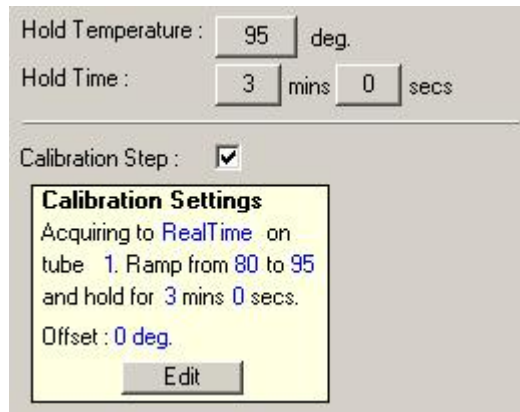 Hold Temperature : 95 deg.
Hold Time : 3 mins 0 secs
Calibration Step :
Calibration Settings
Acquiring to RealTime on
tube 1. Ramp from 80 to 95
and hold for 3 mins 0 secs.
Offset : 0 deg.
Edit